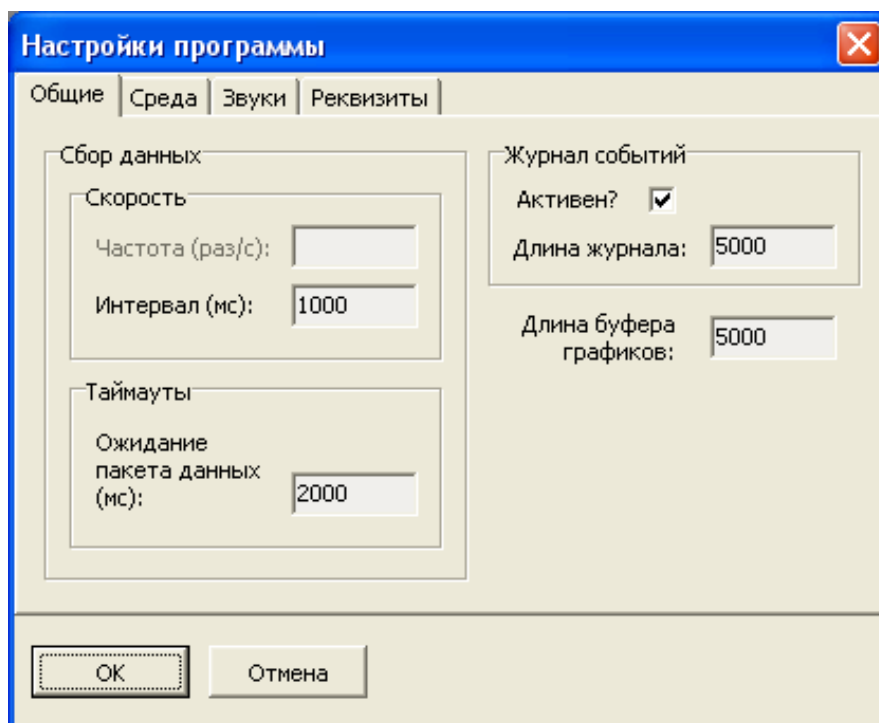 Настройки программы
Общие Среда Звуки Реквизиты
Сбор данных
Скорость
Частота (раз/с):
Интервал (мс): 1000
Таймауты
Ожидание
пакета данных
(мс): 2000
Журнал событий
Активен?
Длина журнала: 5000
Длина буфера
графиков: 5000
OK Отмена